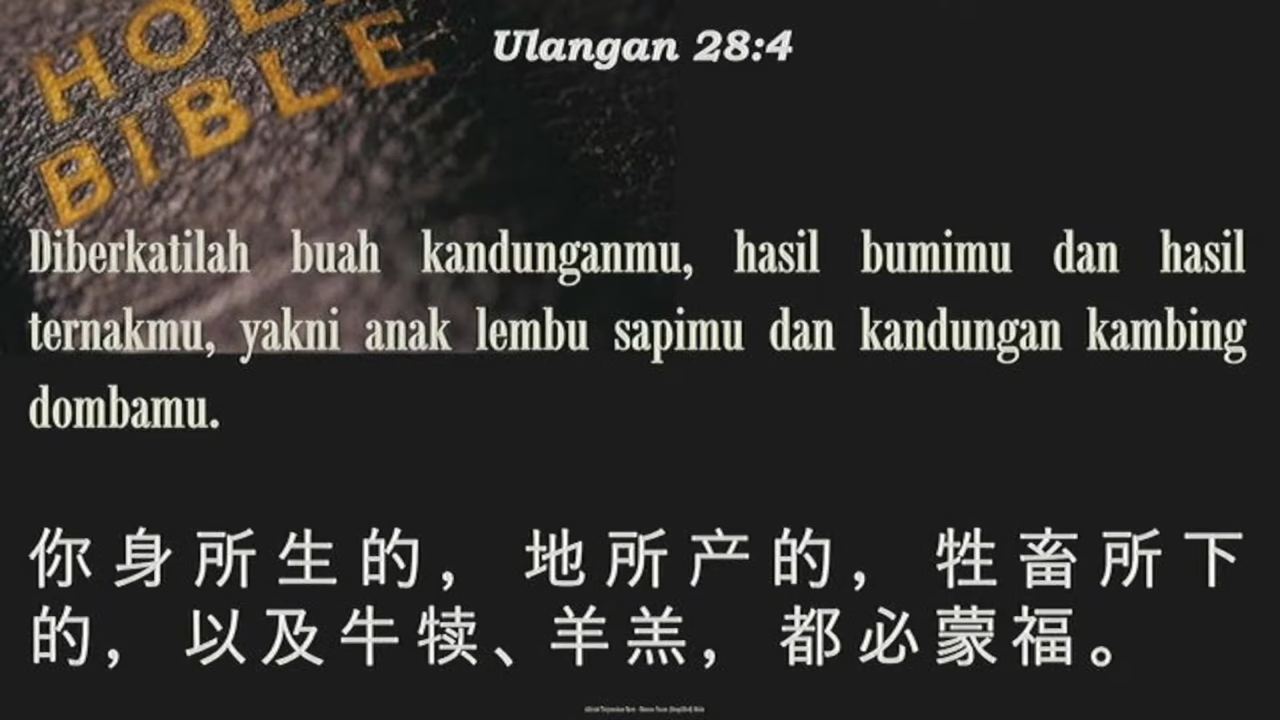 HOL
BIBLE
Ulangan 28:4
Diberkatilah buah kandunganmu, hasil bumimu dan hasil
ternakmu, yakni anak lembu sapimu dan kandungan kambing
dombamu.
你身所生的，地所产的，牲畜所下
的，以及牛犊、羊羔，都必蒙福。